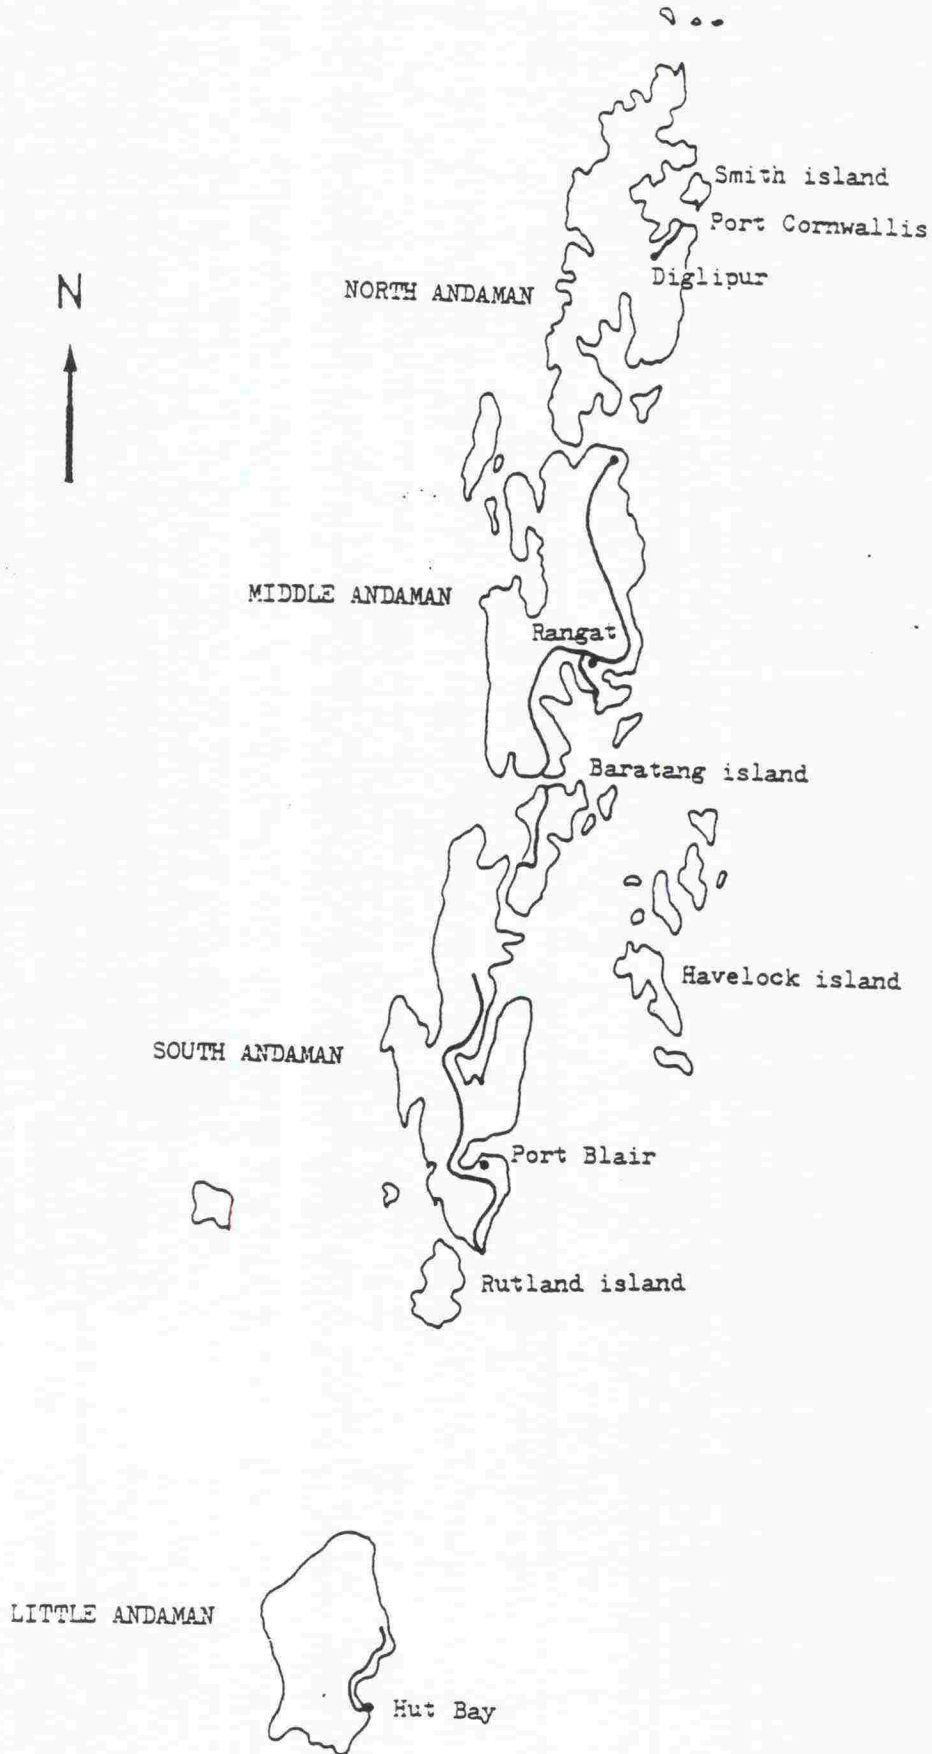 Smith island
Port Cornwallis
Diglipur
N
NORTH ANDAMAN
MIDDLE ANDAMAN
Rangat
Baratang island
Havelock island
SOUTH ANDAMAN
Port Blair
Rutland island
LITTLE ANDAMAN
Hut Bay